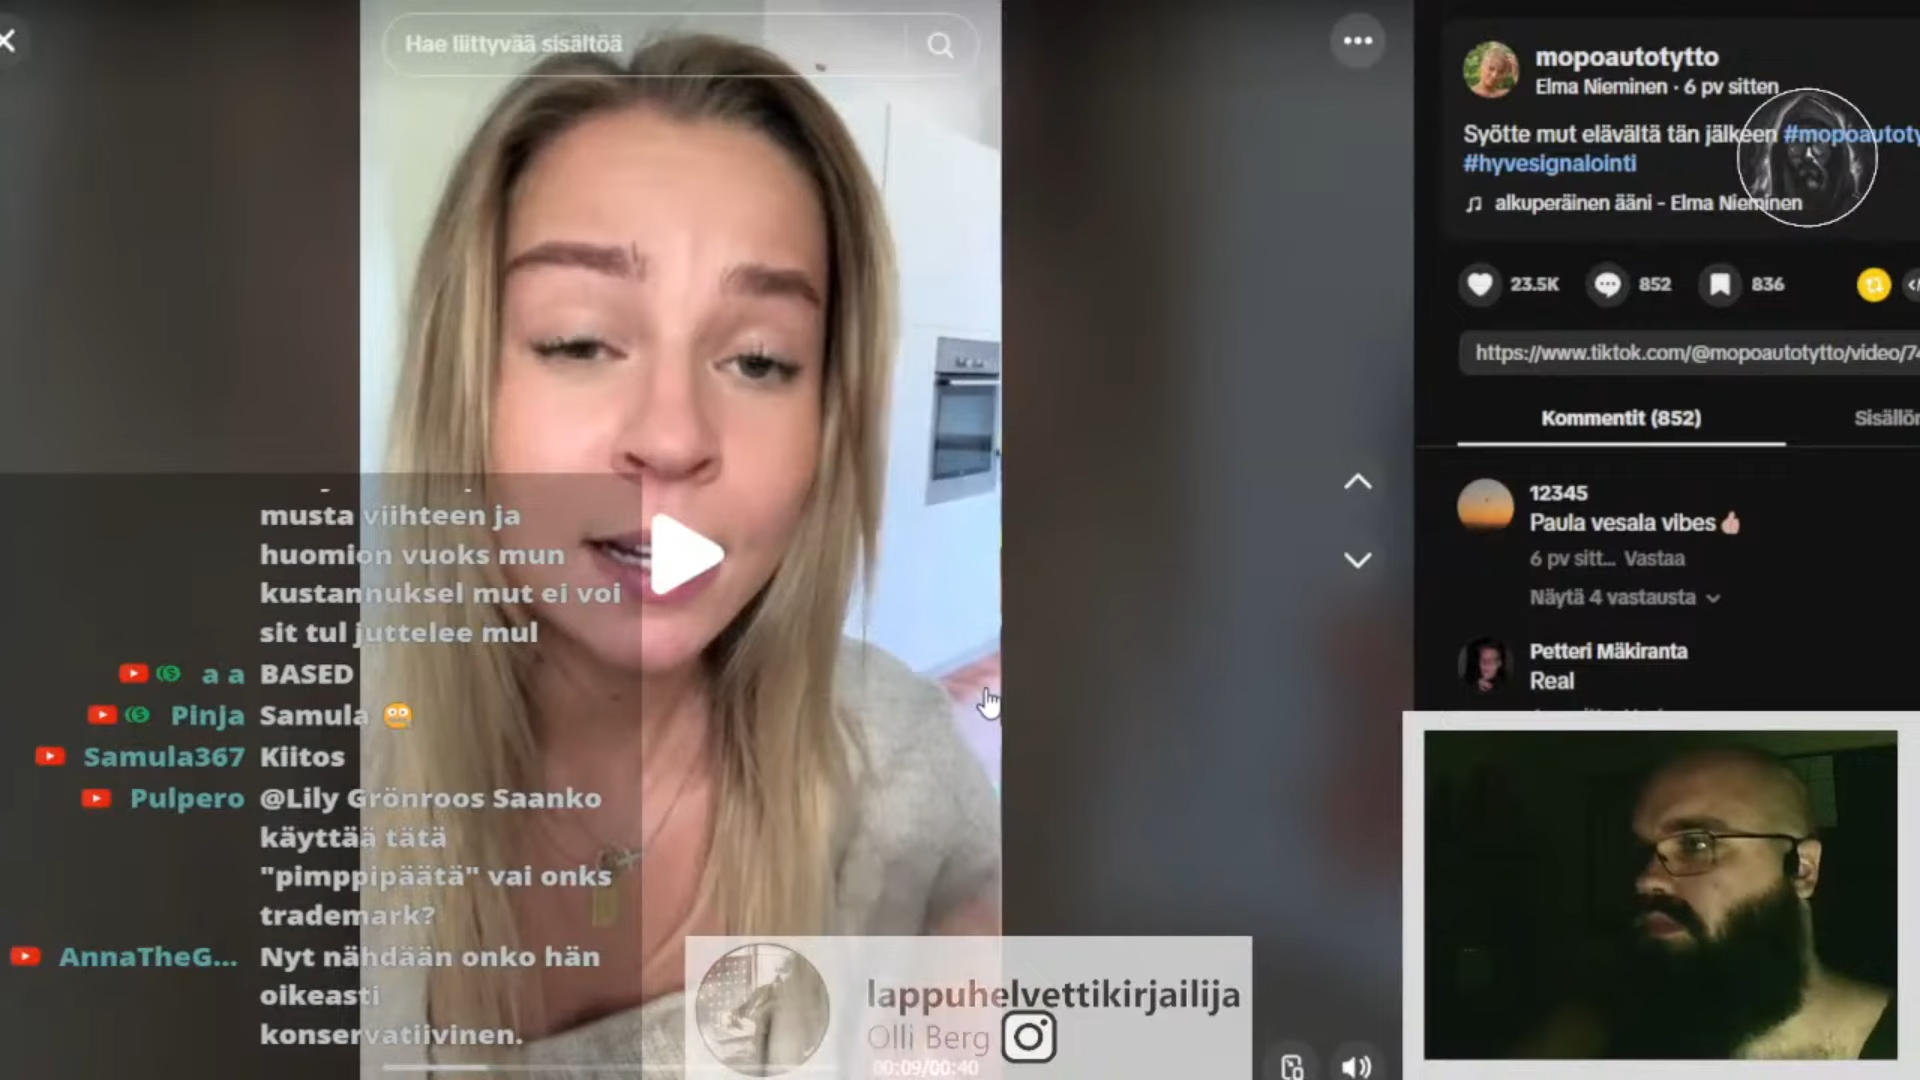 Hae liittyvää sisältöä
mopoautotytto
Elma Nieminen · 6 pv sitten
Syötte mut elävältä tän jälkeen #mopoautoty
#hyvesignalointi
alkuperäinen ääni - Elma Nieminen
23.5K
852
836
https://www.tiktok.com/@mopoautotytto/video/74
Kommentit (852)
12345
Paula vesala vibes👍
6 pv sitt... Vastaa
Näytä 4 vastausta
Petteri Mäkiranta
Real
musta viihteen ja
huomion vuoks mun
kustannuksel mut ei voi
sit tul juttelee mul
a a BASED
Pinja Samula
Samula367 Kiitos
Pulpero @Lily Grönroos Saanko
käyttää tätä
"pimppipäätä" vai onks
trademark?
AnnaTheG... Nyt nähdään onko hän
oikeasti
konservatiivinen.
lappuhelvettikirjailija
Olli Berg
00:09/00:40